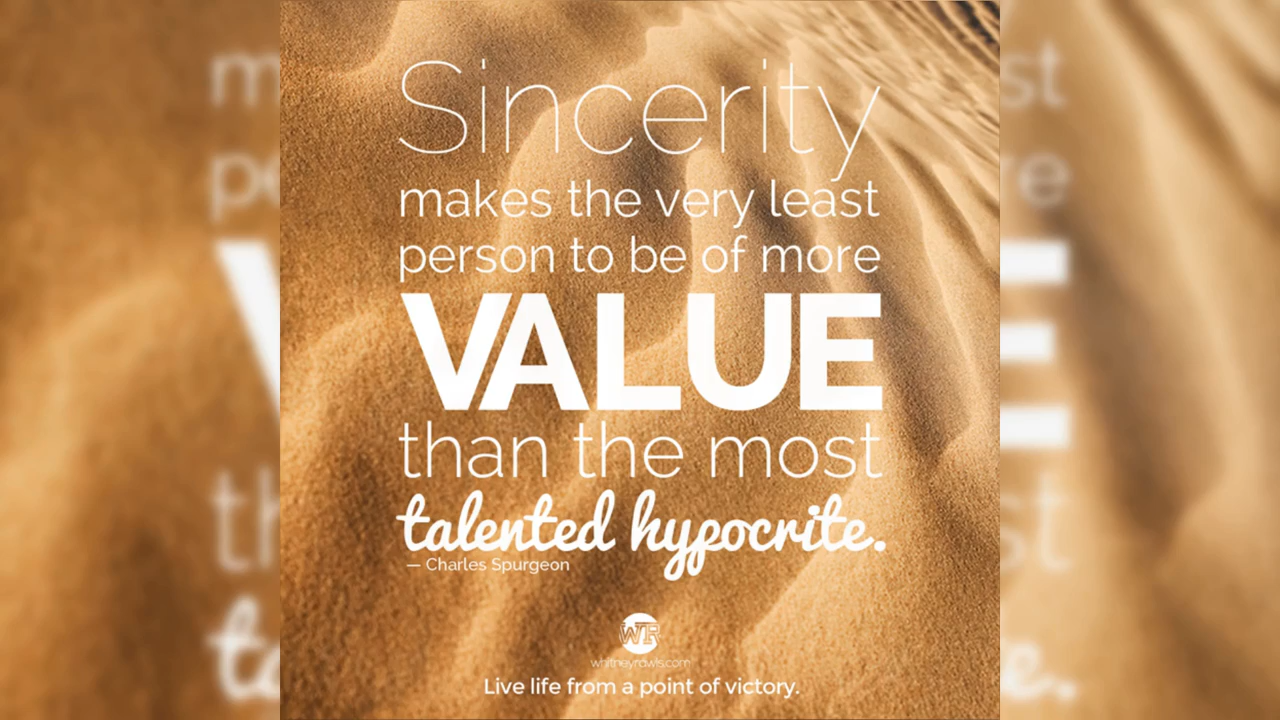 Sincerity
makes the very least
person to be of more
VALUE
than the most
talented hypocrite.
— Charles Spurgeon
WR
whitneyrawls.com
Live life from a point of victory.